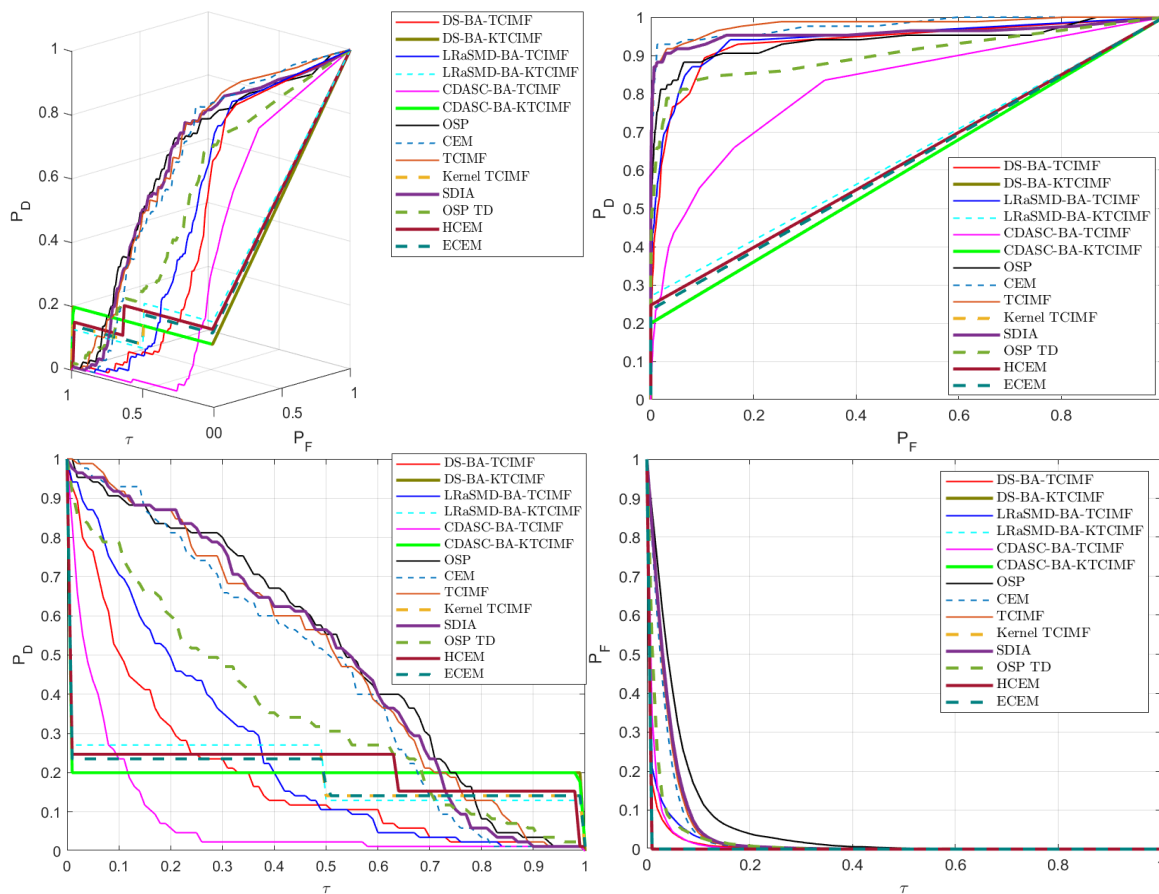 DS-BA-TCIMF
DS-BA-KTCIMF
LRaSMD-BA-TCIMF
LRaSMD-BA-KTCIMF
CDASC-BA-TCIMF
CDASC-BA-KTCIMF
OSP
CEM
TCIMF
Kernel TCIMF
SDIA
OSP TD
HCEM
ECEM
1
0.8
0.6
0.4
0.2
0
P_D
1
0.5
00
0.5
1
τ
P_F
1
0.9
0.8
0.7
0.6
0.5
0.4
0.3
0.2
0.1
0
P_D
DS-BA-TCIMF
DS-BA-KTCIMF
LRaSMD-BA-TCIMF
LRaSMD-BA-KTCIMF
CDASC-BA-TCIMF
CDASC-BA-KTCIMF
OSP
CEM
TCIMF
Kernel TCIMF
SDIA
OSP TD
HCEM
ECEM
0 0.2 0.4 0.6 0.8
P_F
1
0.9
0.8
0.7
0.6
0.5
0.4
0.3
0.2
0.1
0
P_D
DS-BA-TCIMF
DS-BA-KTCIMF
LRaSMD-BA-TCIMF
LRaSMD-BA-KTCIMF
CDASC-BA-TCIMF
CDASC-BA-KTCIMF
OSP
CEM
TCIMF
Kernel TCIMF
SDIA
OSP TD
HCEM
ECEM
0 0.1 0.2 0.3 0.4 0.5 0.6 0.7 0.8 0.9 1
τ
1
0.9
0.8
0.7
0.6
0.5
0.4
0.3
0.2
0.1
0
P_F
DS-BA-TCIMF
DS-BA-KTCIMF
LRaSMD-BA-TCIMF
LRaSMD-BA-KTCIMF
CDASC-BA-TCIMF
CDASC-BA-KTCIMF
OSP
CEM
TCIMF
Kernel TCIMF
SDIA
OSP TD
HCEM
ECEM
0 0.2 0.4 0.6 0.8 1
τ